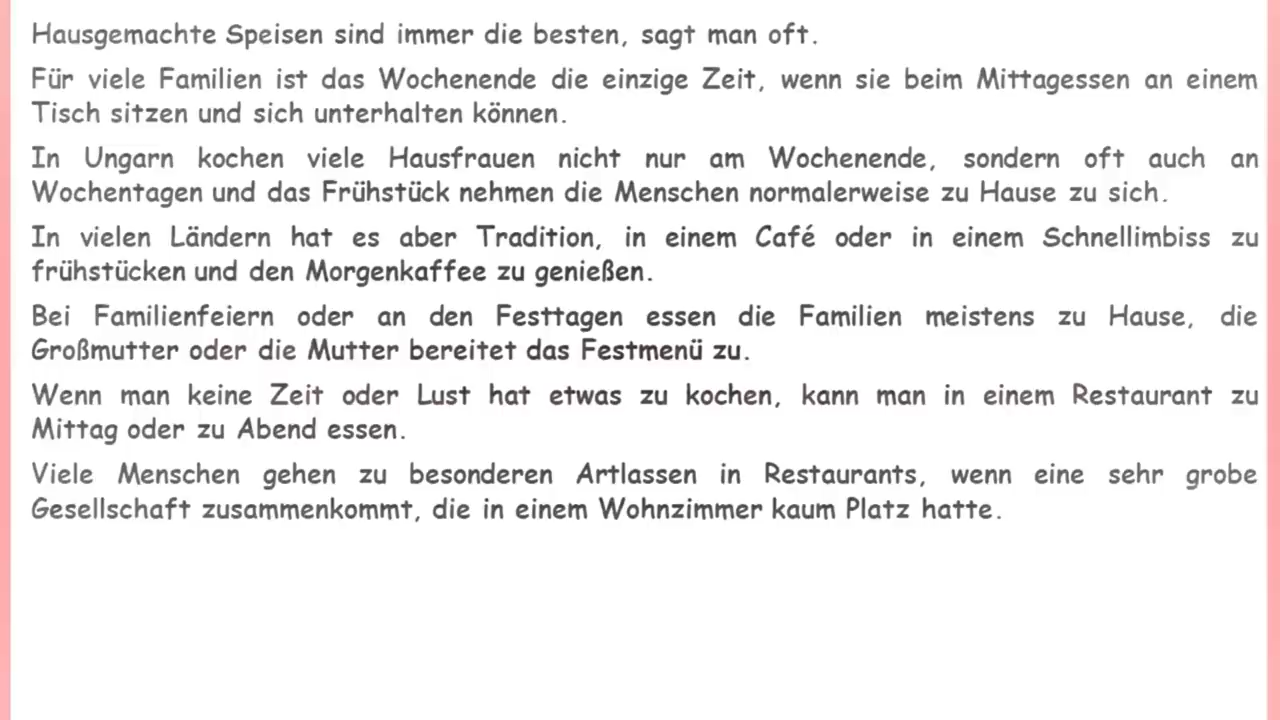 Hausgemachte Speisen sind immer die besten, sagt man oft.
Für viele Familien ist das Wochenende die einzige Zeit, wenn sie beim Mittagessen an einem
Tisch sitzen und sich unterhalten können.
In Ungarn kochen viele Hausfrauen nicht nur am Wochenende, sondern oft auch an
Wochentagen und das Frühstück nehmen die Menschen normalerweise zu Hause zu sich.
In vielen Ländern hat es aber Tradition, in einem Café oder in einem Schnellimbiss zu
frühstücken und den Morgenkaffee zu genießen.
Bei Familienfeiern oder an den Festtagen essen die Familien meistens zu Hause, die
Großmutter oder die Mutter bereitet das Festmenü zu.
Wenn man keine Zeit oder Lust hat etwas zu kochen, kann man in einem Restaurant zu
Mittag oder zu Abend essen.
Viele Menschen gehen zu besonderen Artlassen in Restaurants, wenn eine sehr grobe
Gesellschaft zusammenkommt, die in einem Wohnzimmer kaum Platz hatte.